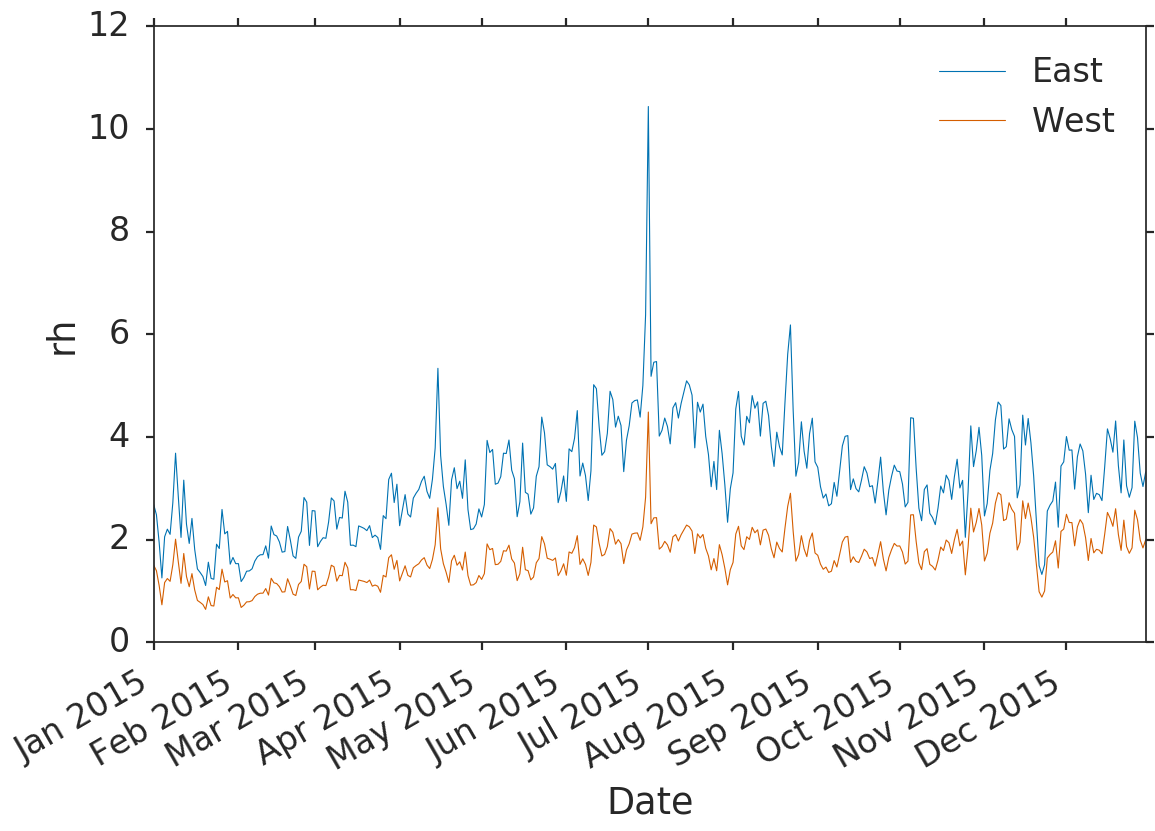 12
10
8
6
4
2
0
rh
East
West
Jan 2015
Feb 2015
Mar 2015
Apr 2015
May 2015
Jun 2015
Jul 2015
Aug 2015
Sep 2015
Oct 2015
Nov 2015
Dec 2015
Date